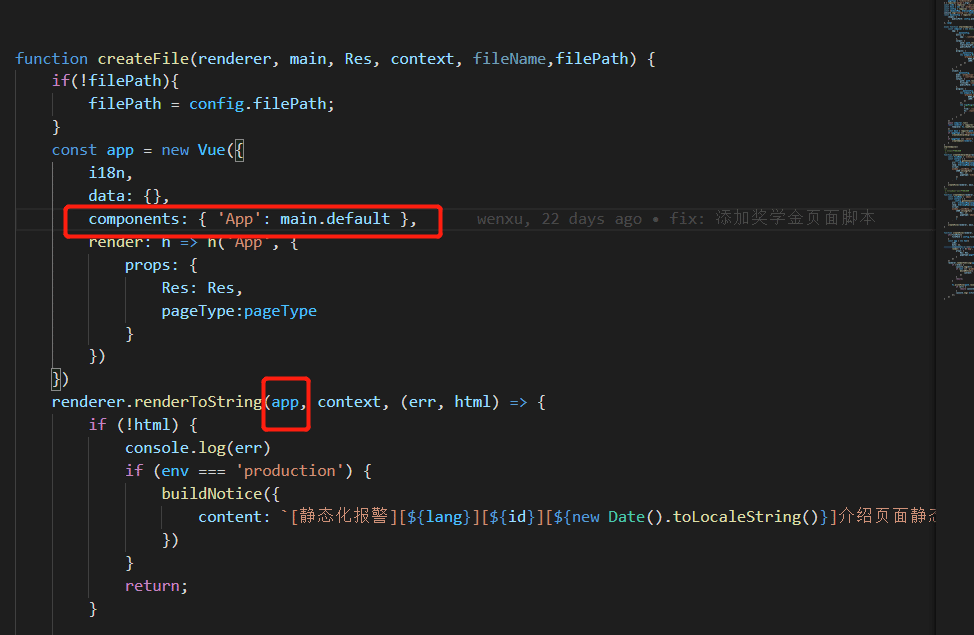 function createFile(renderer, main, Res, context, fileName,filePath) {
if(!filePath){
filePath = config.filePath;
}
const app = new Vue({
i18n,
data: {},
components: { 'App': main.default }, wenxu, 22 days ago • fix: 添加奖学金页面脚本
render: h => h('App', {
props: {
Res: Res,
pageType:pageType
}
})
})
renderer.renderToString(app, context, (err, html) => {
if (!html) {
console.log(err)
if (env === 'production') {
buildNotice({
content: `[静态化报警][${lang}][${id}][${new Date().toLocaleString()}]介绍页面静态
})
}
return;
}